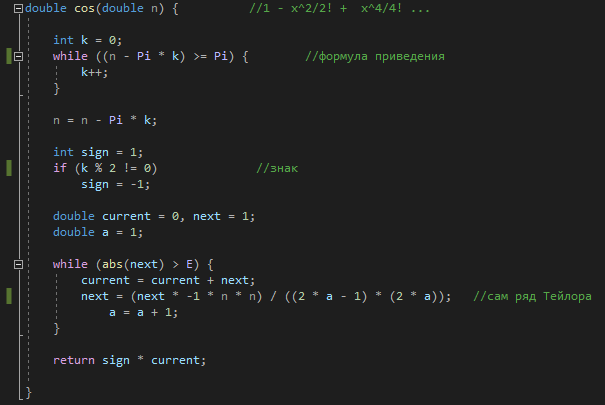 double cos(double n) { //1 - x^2/2! + x^4/4! ...
int k = 0;
while ((n - Pi * k) >= Pi) { //формула приведения
k++;
}
n = n - Pi * k;
int sign = 1;
if (k % 2 != 0) //знак
sign = -1;
double current = 0, next = 1;
double a = 1;
while (abs(next) > E) {
current = current + next;
next = (next * -1 * n * n) / ((2 * a - 1) * (2 * a)); //сам ряд Тейлора
a = a + 1;
}
return sign * current;
}